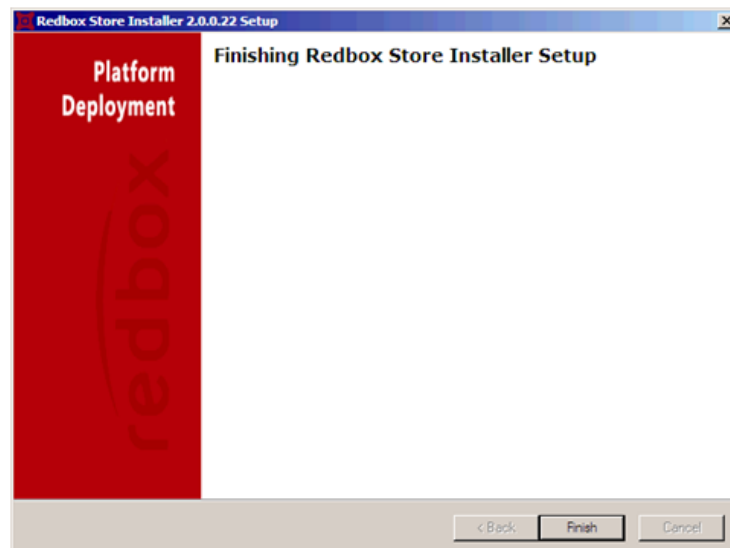 Redbox Store Installer 2.0.0.22 Setup
Platform
Deployment
redbox
Finishing Redbox Store Installer Setup
< Back
Finish
Cancel